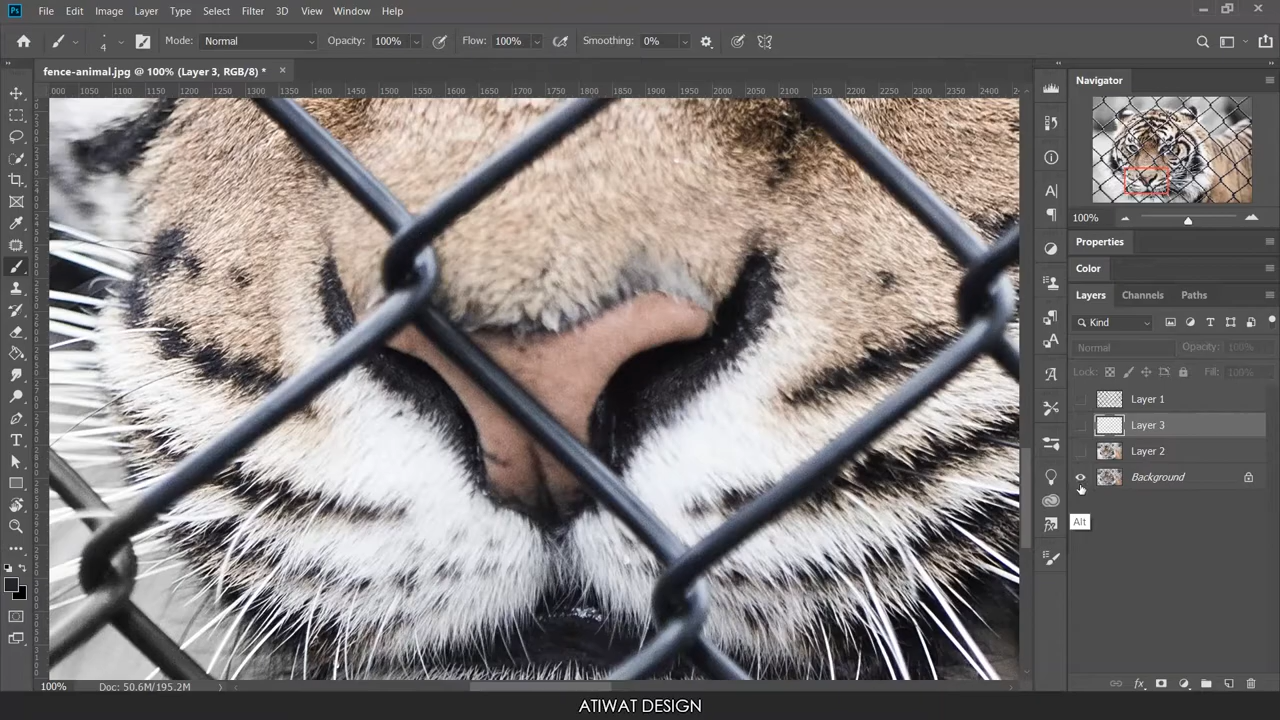 Ps File Edit Image Layer Type Select Filter 3D View Window Help
4 Mode: Normal Opacity: 100% Flow: 100% Smoothing: 0%
fence-animal.jpg @ 100% (Layer 3, RGB/8) *
1050 1100 1150 1200 1250 1300 1350 1400 1450 1500 1550 1600 1650 1700 1750 1800 1850 1900 1950 2000 2050 2100 2150 2200 2250 2300 2350 2400
Navigator
100%
Properties
Color
Layers Channels Paths
Kind
Normal Opacity: 100%
Lock: Fill: 100%
Layer 1
Layer 3
Layer 2
Background
Alt
100% Doc: 50.6M/195.2M
ATIWAT DESIGN